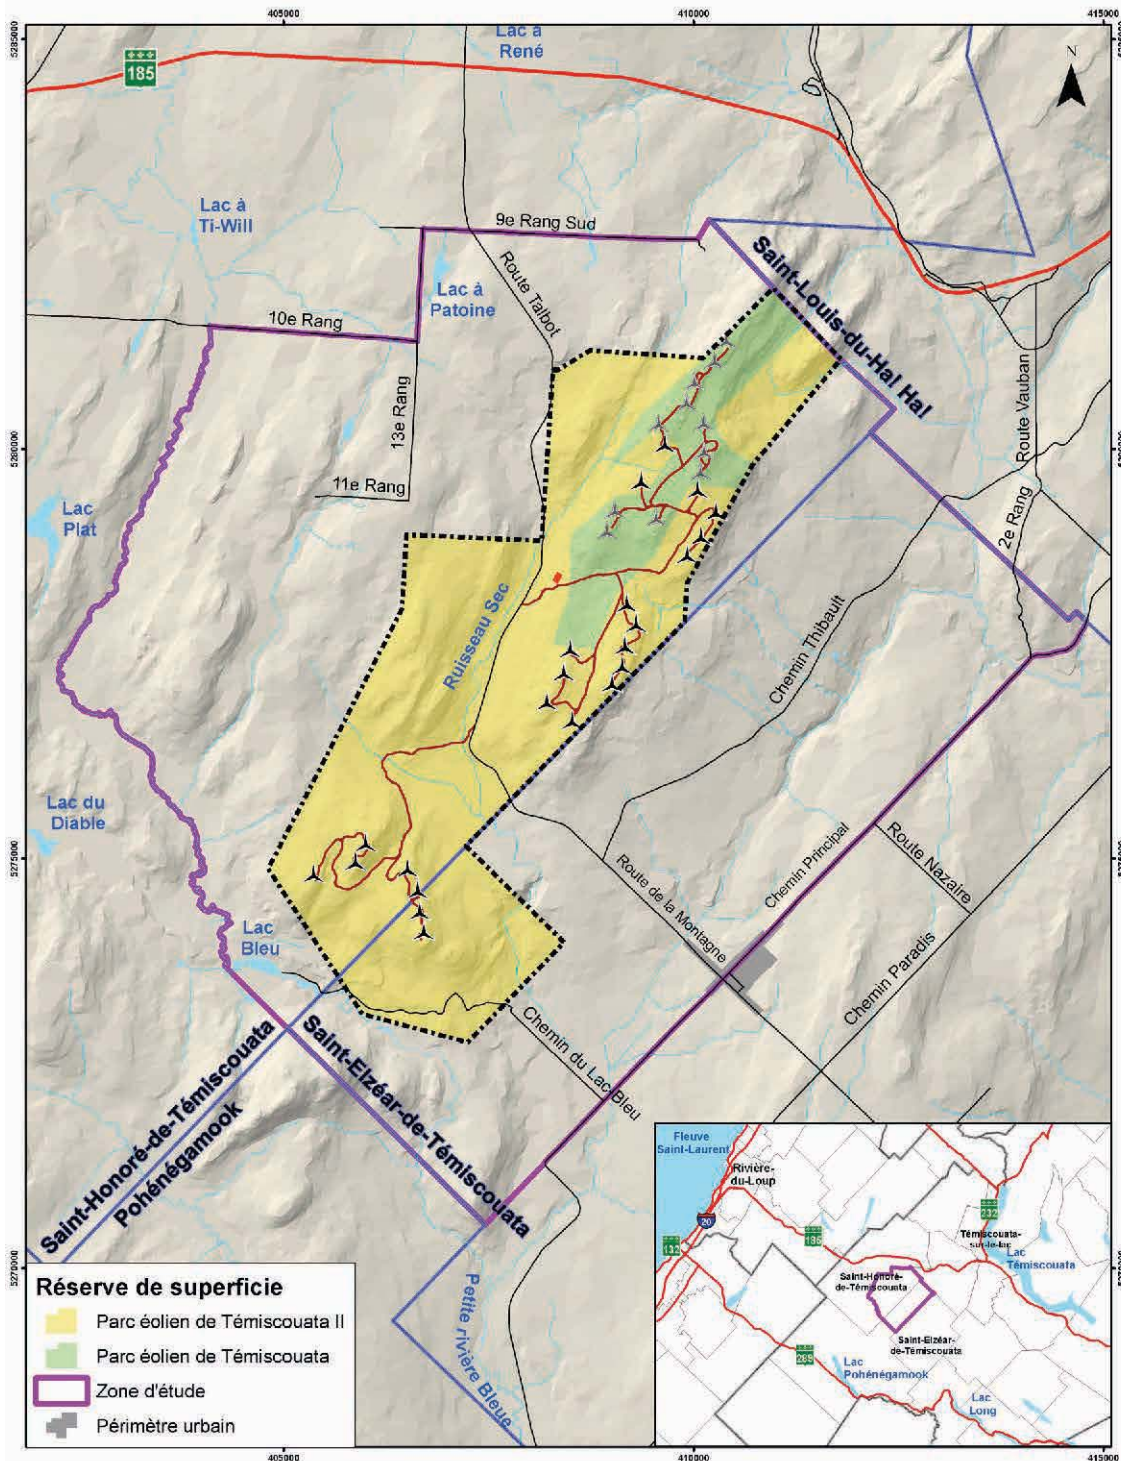 405000
410000
415000
5285000
Lac à
René
185
N
Lac à
Ti-Will
9e Rang Sud
Saint-Louis-du-Ha! Ha!
Route Talbot
Lac à
Patoine
10e Rang
13e Rang
Route Vauban
5280000
11e Rang
Lac
Plat
2e Rang
Ruisseau Sec
Chemin Thibault
Lac du
Diable
Chemin Principal
Route Nazaire
5275000
Route de la Montagne
Lac
Bleu
Chemin Paradis
Chemin du Lac Bleu
Saint-Honoré-de-Témiscouata
Pohénégamook
Saint-Elzéar-de-Témiscouata
Petite rivière Bleue
5270000
Réserve de superficie
Parc éolien de Témiscouata II
Parc éolien de Témiscouata
Zone d'étude
Périmètre urbain
Fleuve
Saint-Laurent
Rivière-
du-Loup
20
132
185
232
Témiscouata-
sur-le-lac
Lac
Témiscouata
Saint-Honoré-
de-Témiscouata
Saint-Elzéar-
de-Témiscouata
289
Lac
Pohénégamook
Lac
Long
405000
410000
415000